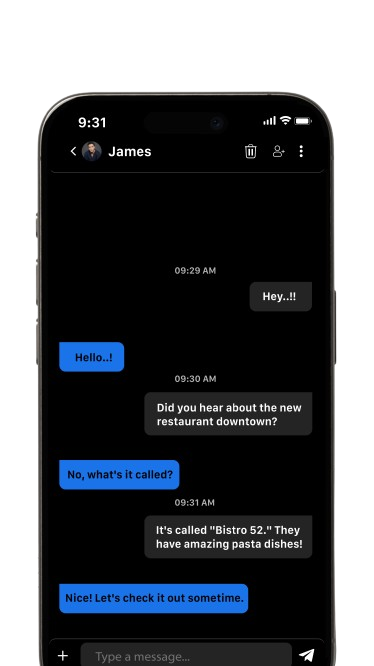 9:31
James
09:29 AM
Hey..!!
Hello..!
09:30 AM
Did you hear about the new
restaurant downtown?
No, what's it called?
09:31 AM
It's called "Bistro 52." They
have amazing pasta dishes!
Nice! Let's check it out sometime.
Type a message...